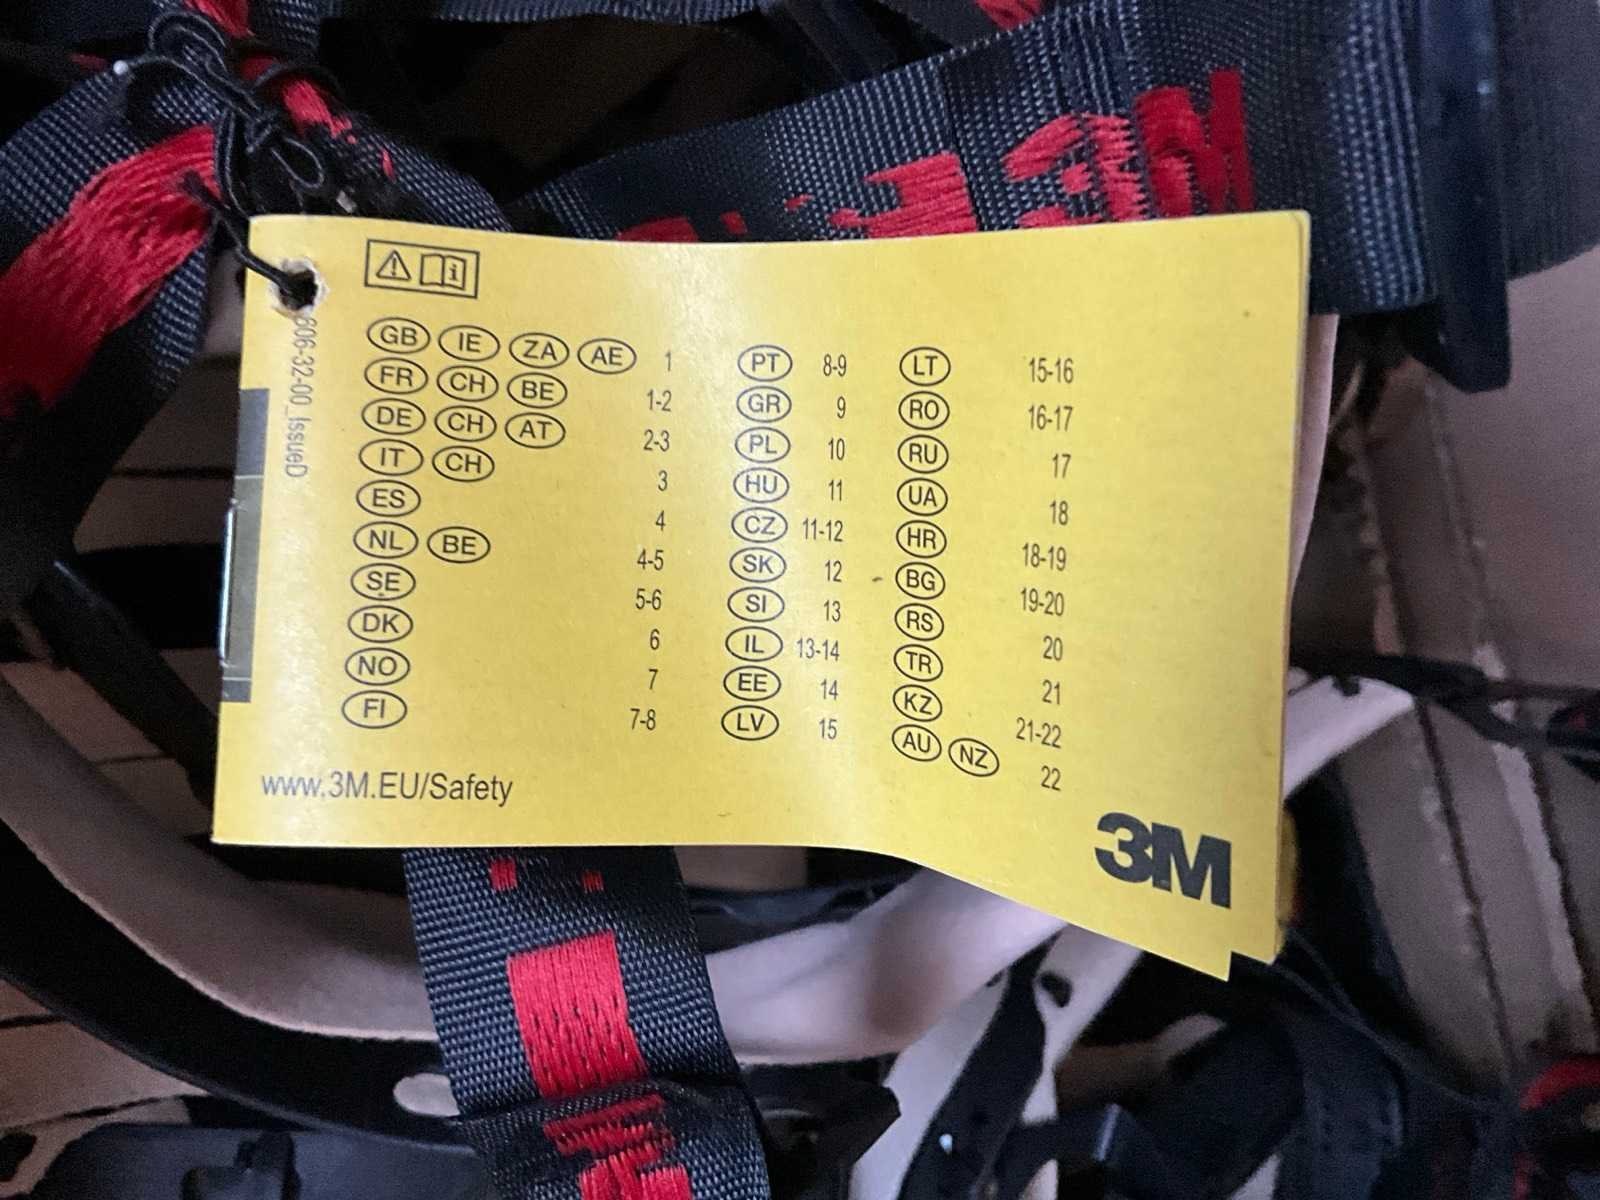 606-32-00_IssueD
GB IE ZA AE 1
FR CH BE 1-2
DE CH AT 2-3
IT CH 3
ES 4
NL BE 4-5
SE 5-6
DK 6
NO 7
FI 7-8
PT 8-9
GR 9
PL 10
HU 11
CZ 11-12
SK 12
SI 13
IL 13-14
EE 14
LV 15
LT 15-16
RO 16-17
RU 17
UA 18
HR 18-19
BG 19-20
RS 20
TR 21
KZ 21-22
AU NZ 22
www.3M.EU/Safety
3M